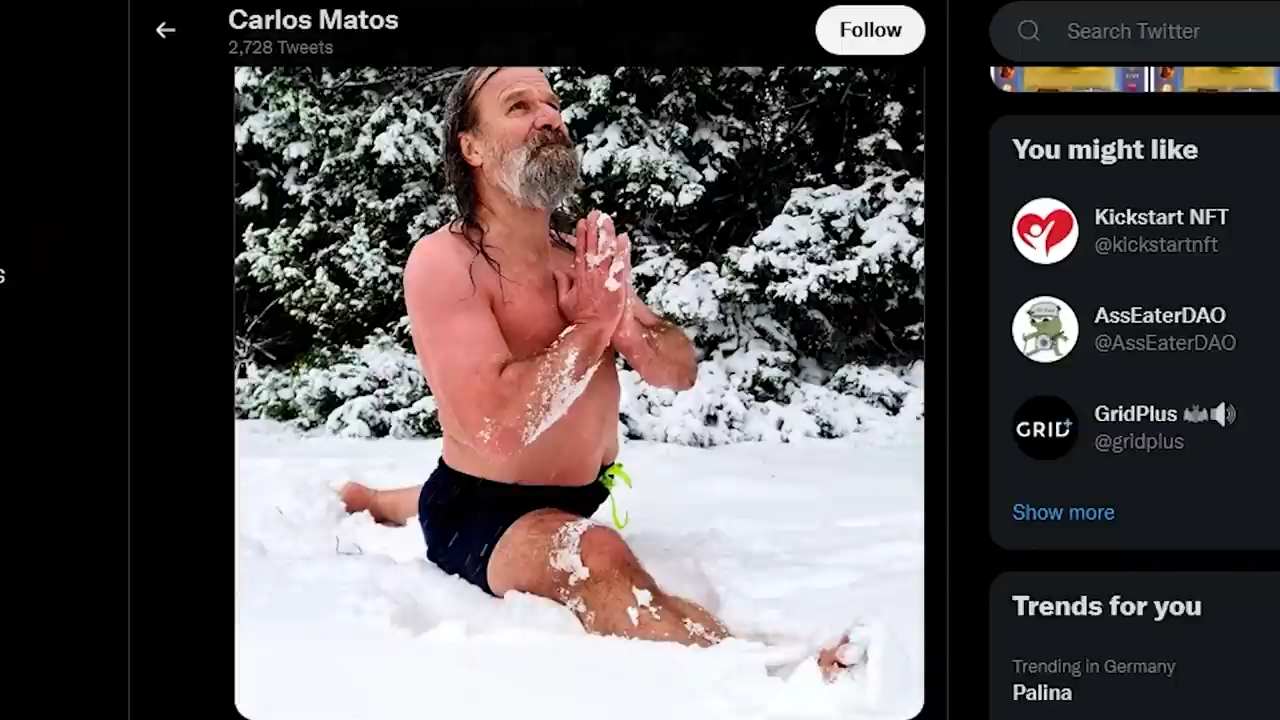 Carlos Matos
2,728 Tweets
Follow
Search Twitter
s
You might like
Kickstart NFT
@kickstartnft
AssEaterDAO
@AssEaterDAO
GRID+
GridPlus
@gridplus
Show more
Trends for you
Trending in Germany
Palina